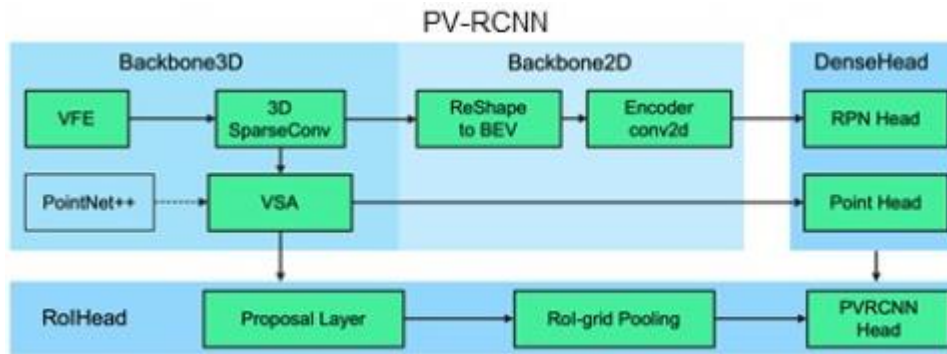 PV-RCNN
Backbone3D
Backbone2D
DenseHead
VFE
3D
SparseConv
ReShape
to BEV
Encoder
conv2d
RPN Head
PointNet++
VSA
Point Head
RoIHead
Proposal Layer
RoI-grid Pooling
PVRCNN
Head